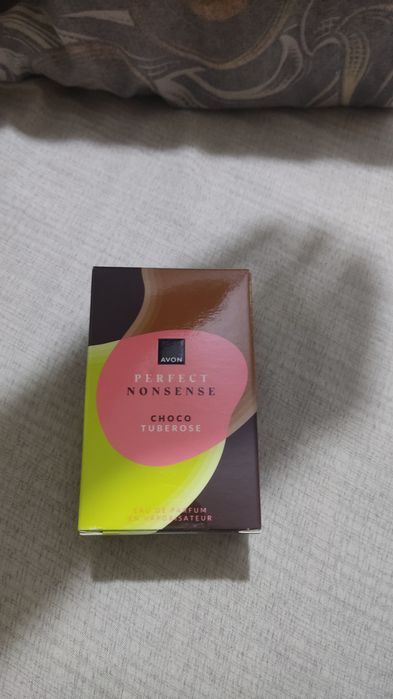 AVON
PERFECT
NONSENSE
CHOCO
TUBEROSE
EAU DE PARFUM
EN VAPORISATEUR